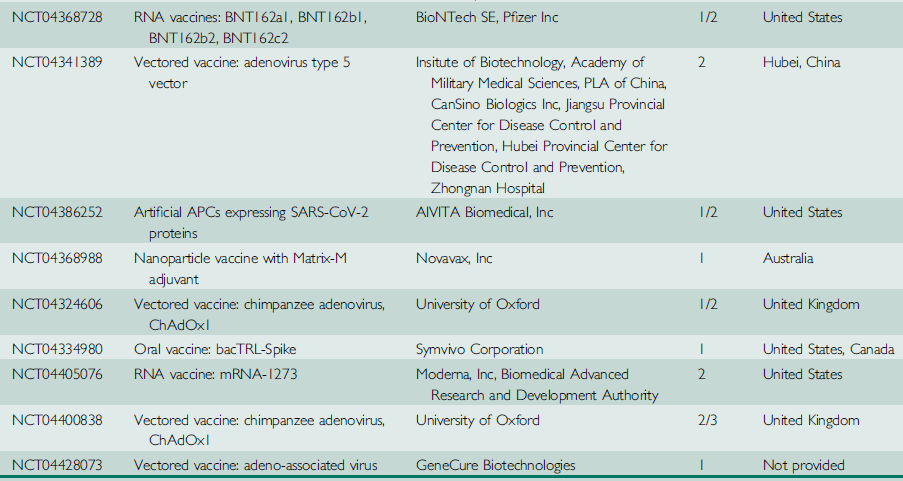 NCT04368728 RNA vaccines: BNT162a1, BNT162b1, BioNTech SE, Pfizer Inc 1/2 United States
BNT162b2, BNT162c2
NCT04341389 Vectored vaccine: adenovirus type 5 Insitute of Biotechnology, Academy of 2 Hubei, China
vector Military Medical Sciences, PLA of China,
CanSino Biologics Inc, Jiangsu Provincial
Center for Disease Control and
Prevention, Hubei Provincial Center for
Disease Control and Prevention,
Zhongnan Hospital
NCT04386252 Artificial APCs expressing SARS-CoV-2 AIVITA Biomedical, Inc 1/2 United States
proteins
NCT04368988 Nanoparticle vaccine with Matrix-M Novavax, Inc 1 Australia
adjuvant
NCT04324606 Vectored vaccine: chimpanzee adenovirus, University of Oxford 1/2 United Kingdom
ChAdOx1
NCT04334980 Oral vaccine: bacTRL-Spike Symvivo Corporation 1 United States, Canada
NCT04405076 RNA vaccine: mRNA-1273 Moderna, Inc, Biomedical Advanced 2 United States
Research and Development Authority
NCT04400838 Vectored vaccine: chimpanzee adenovirus, University of Oxford 2/3 United Kingdom
ChAdOx1
NCT04428073 Vectored vaccine: adeno-associated virus GeneCure Biotechnologies 1 Not provided